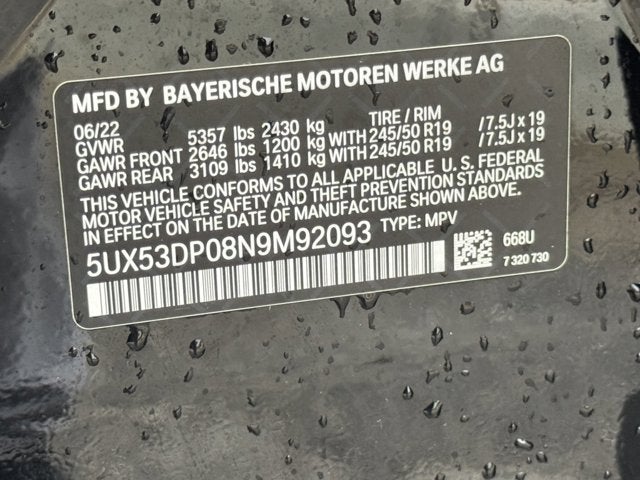 MFD BY BAYERISCHE MOTOREN WERKE AG
06/22 TIRE / RIM
GVWR 5357 lbs 2430 kg
GAWR FRONT 2646 lbs 1200 kg WITH 245/50 R19 / 7.5J x 19
GAWR REAR 3109 lbs 1410 kg WITH 245/50 R19 / 7.5J x 19
THIS VEHICLE CONFORMS TO ALL APPLICABLE U. S. FEDERAL
MOTOR VEHICLE SAFETY AND THEFT PREVENTION STANDARDS
IN EFFECT ON THE DATE OF MANUFACTURE SHOWN ABOVE.
5UX53DP08N9M92093 TYPE: MPV
668U
7 320 730